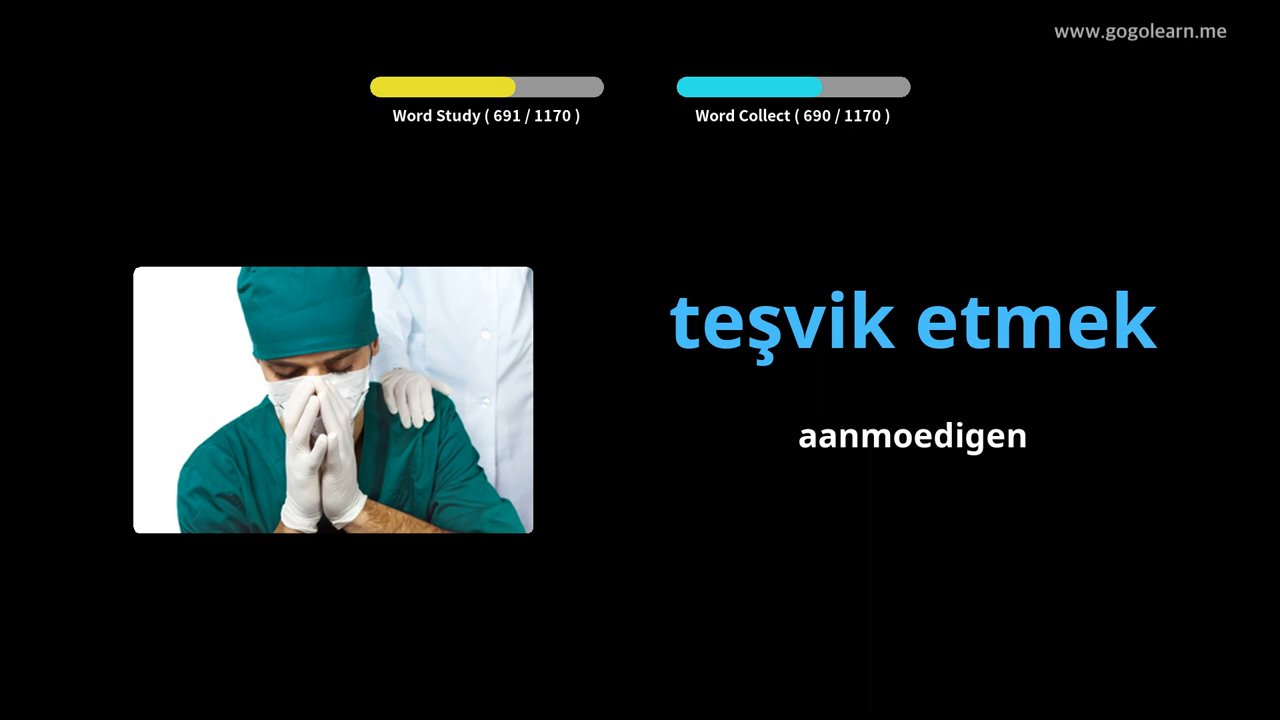 www.gogolearn.me
Word Study ( 691 / 1170 )
Word Collect ( 690 / 1170 )
teşvik etmek
aanmoedigen